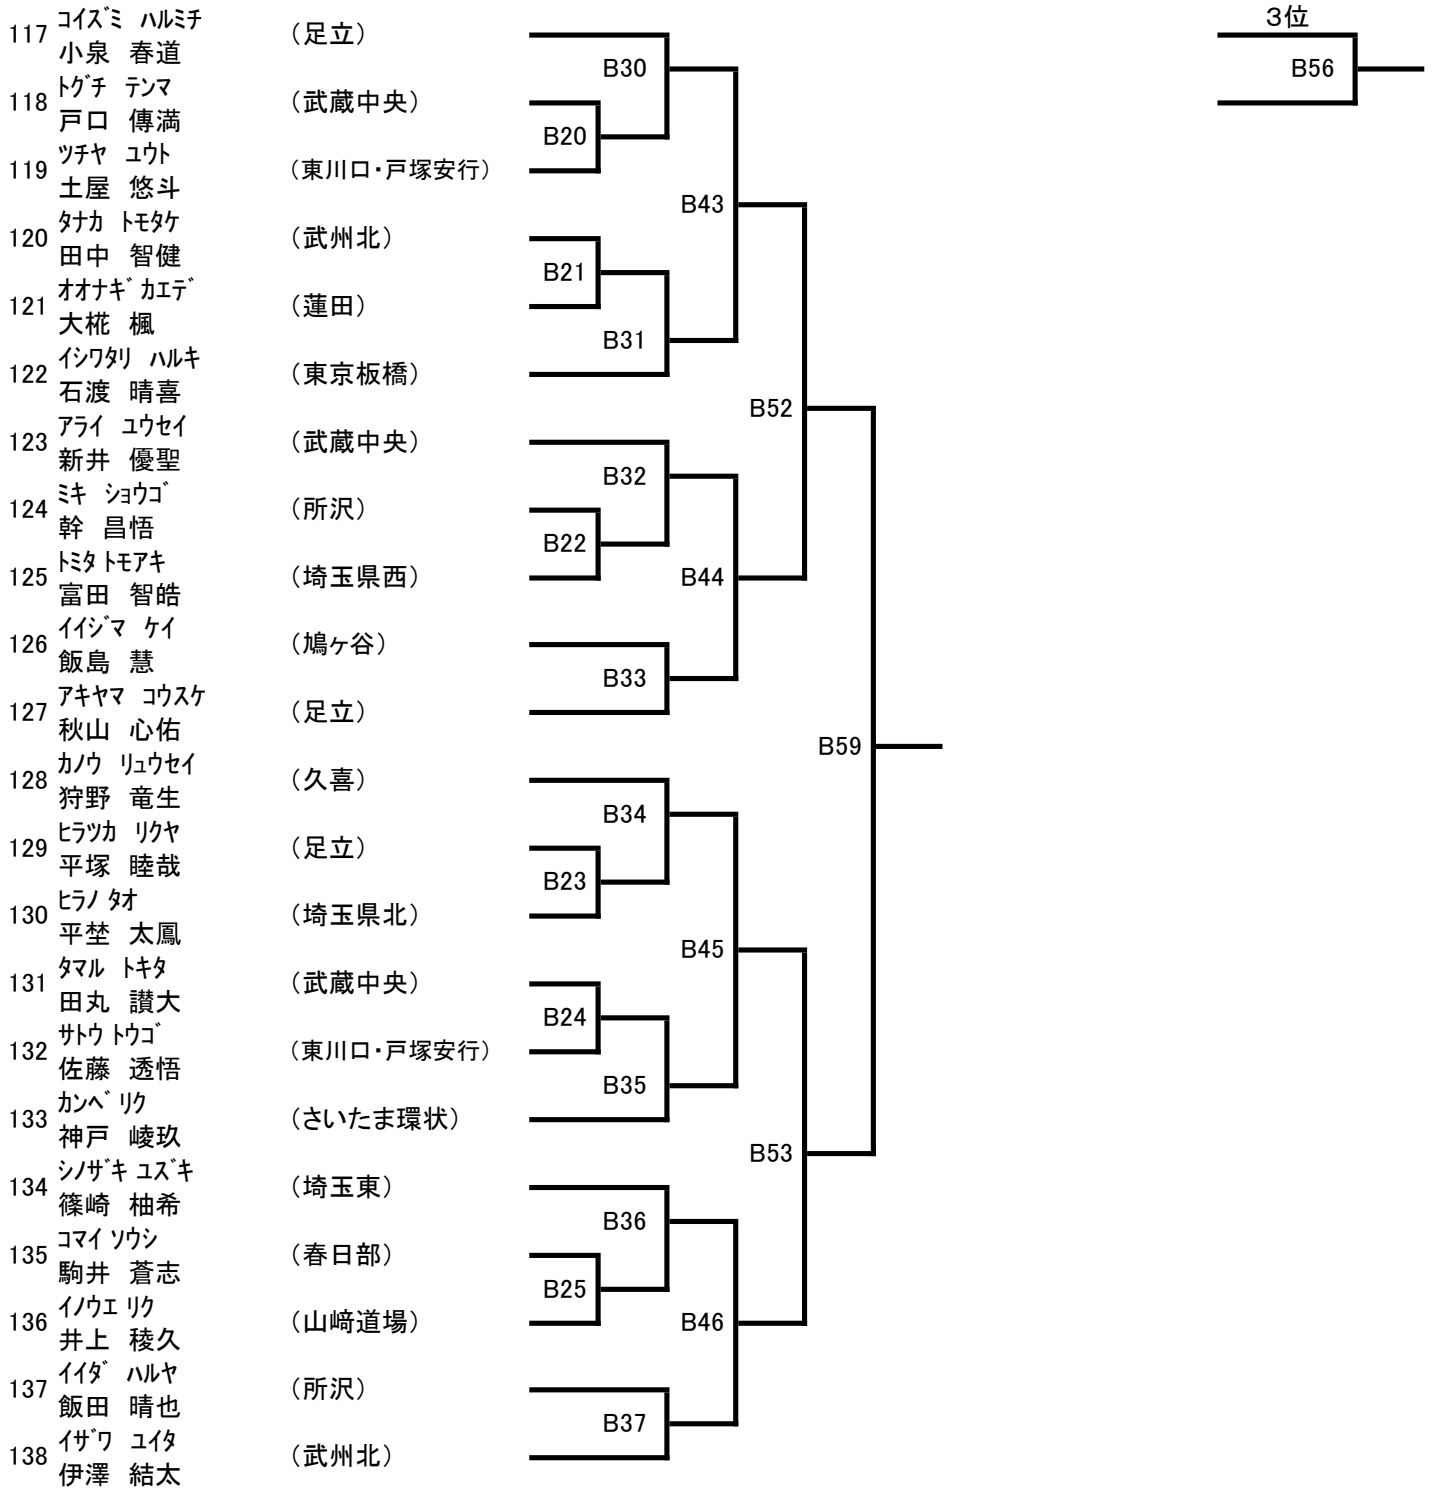 117 ｺｲｽﾞﾐ ﾊﾙﾐﾁ
小泉 春道 （足立）
118 ﾄｸﾞﾁ ﾃﾝﾏ
戸口 傳満 （武蔵中央）
119 ﾂﾁﾔ ﾕｳﾄ
土屋 悠斗 （東川口・戸塚安行）
120 ﾀﾅｶ ﾄﾓﾀｹ
田中 智健 （武州北）
121 ｵｵﾅｷﾞ ｶｴﾃﾞ
大椛 楓 （蓮田）
122 ｲｼﾜﾀﾘ ﾊﾙｷ
石渡 晴喜 （東京板橋）
123 ｱﾗｲ ﾕｳｾｲ
新井 優聖 （武蔵中央）
124 ﾐｷ ｼｮｳｺﾞ
幹 昌悟 （所沢）
125 ﾄﾐﾀ ﾄﾓｱｷ
富田 智皓 （埼玉県西）
126 ｲｲｼﾞﾏ ｹｲ
飯島 慧 （鳩ヶ谷）
127 ｱｷﾔﾏ ｺｳｽｹ
秋山 心佑 （足立）
128 ｶﾉｳ ﾘｭｳｾｲ
狩野 竜生 （久喜）
129 ﾋﾗﾂｶ ﾘｸﾔ
平塚 睦哉 （足立）
130 ﾋﾗﾉ ﾀｵ
平埜 太鳳 （埼玉県北）
131 ﾀﾏﾙ ﾄｷﾀ
田丸 讃大 （武蔵中央）
132 ｻﾄｳ ﾄｳｺﾞ
佐藤 透悟 （東川口・戸塚安行）
133 ｶﾝﾍﾞ ﾘｸ
神戸 崚玖 （さいたま環状）
134 ｼﾉｻﾞｷ ﾕｽﾞｷ
篠崎 柚希 （埼玉東）
135 ｺﾏｲ ｿｳｼ
駒井 蒼志 （春日部）
136 ｲﾉｳｴ ﾘｸ
井上 稜久 （山﨑道場）
137 ｲｲﾀﾞ ﾊﾙﾔ
飯田 晴也 （所沢）
138 ｲｻﾞﾜ ﾕｲﾀ
伊澤 結太 （武州北）
B20
B21
B22
B23
B24
B25
B30
B31
B32
B33
B34
B35
B36
B37
B43
B44
B45
B46
B52
B53
B59
３位
B56